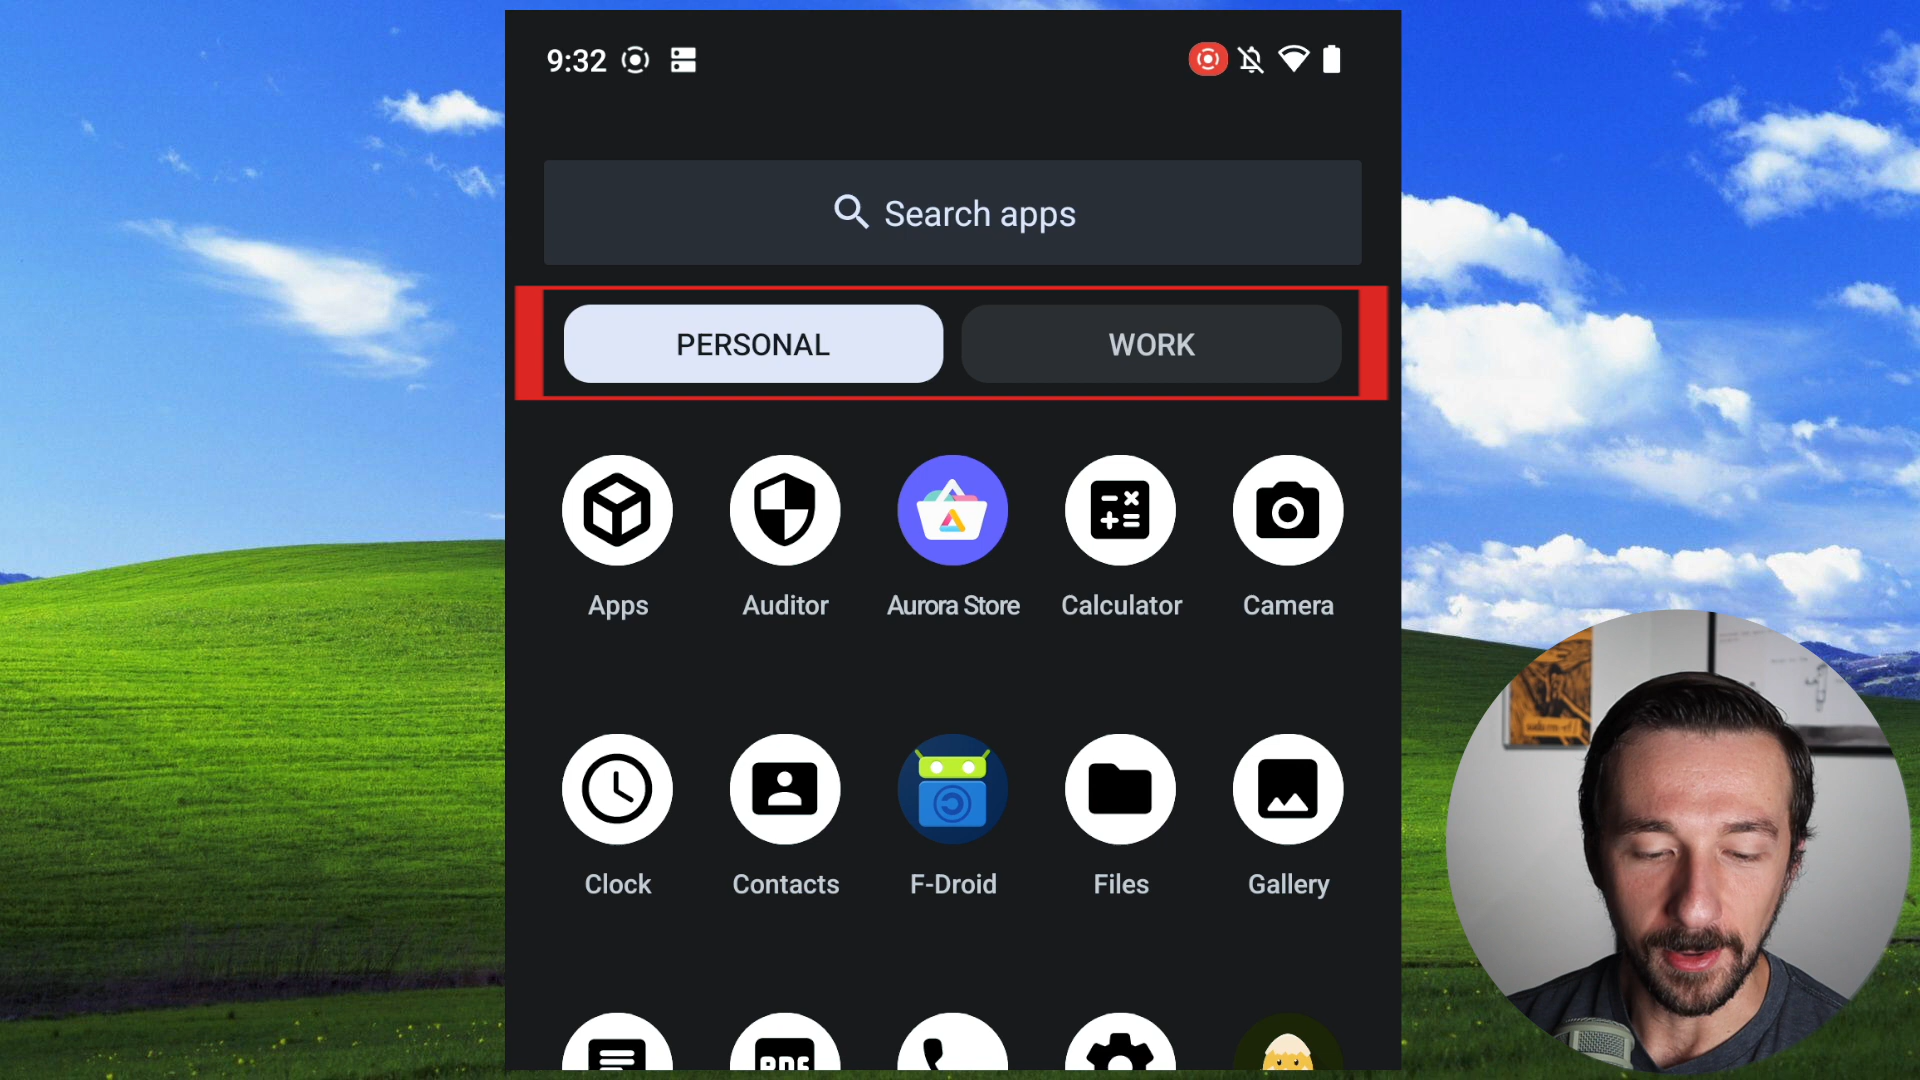 9:32
Search apps
PERSONAL WORK
Apps Auditor Aurora Store Calculator Camera
Clock Contacts F-Droid Files Gallery